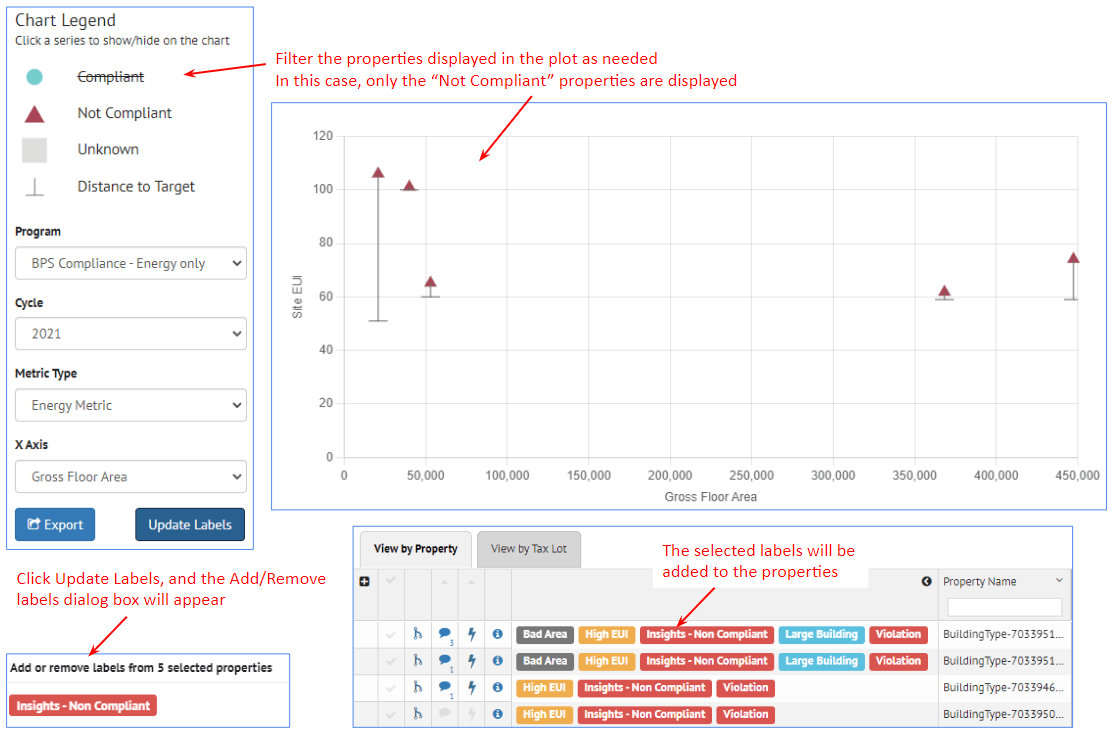 Chart Legend
Click a series to show/hide on the chart
Compliant
Not Compliant
Unknown
Distance to Target
Program
BPS Compliance - Energy only
Cycle
2021
Metric Type
Energy Metric
X Axis
Gross Floor Area
Export
Update Labels
Filter the properties displayed in the plot as needed
In this case, only the “Not Compliant” properties are displayed
120
100
80
60
40
20
0
Site EUI
0 50,000 100,000 150,000 200,000 250,000 300,000 350,000 400,000 450,000
Gross Floor Area
Click Update Labels, and the Add/Remove
labels dialog box will appear
Add or remove labels from 5 selected properties
Insights - Non Compliant
View by Property View by Tax Lot
The selected labels will be
added to the properties
Property Name
3 Bad Area High EUI Insights - Non Compliant Large Building Violation BuildingType-7033951...
1 Bad Area High EUI Insights - Non Compliant Large Building Violation BuildingType-7033951...
1 High EUI Insights - Non Compliant Violation BuildingType-7033946...
High EUI Insights - Non Compliant Violation BuildingType-7033950...